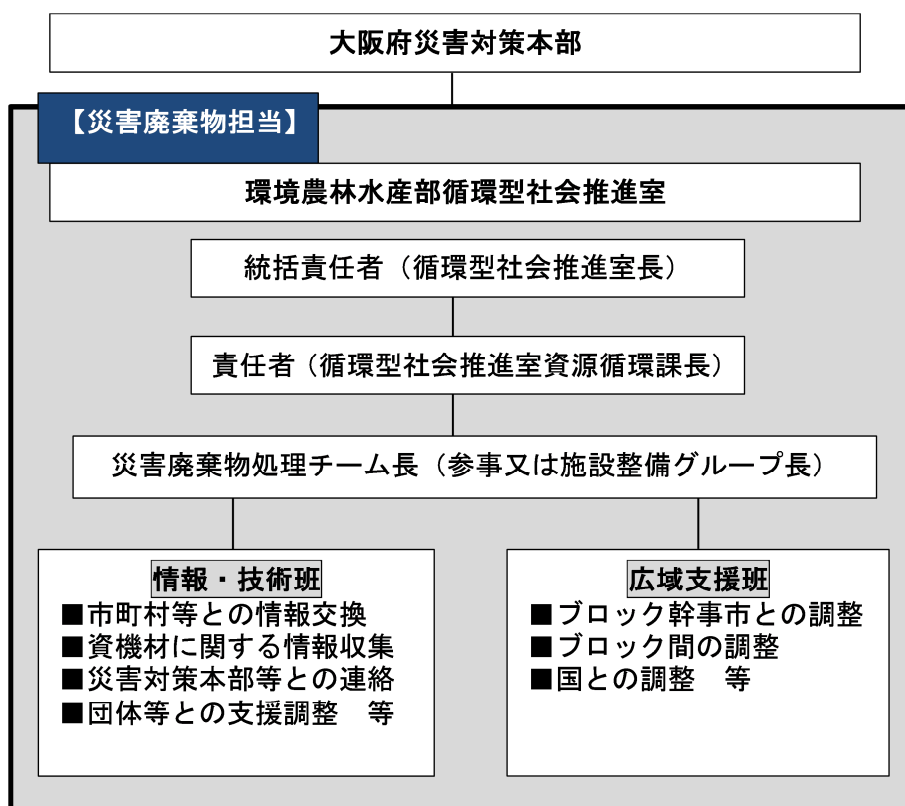 大阪府災害対策本部
【災害廃棄物担当】
環境農林水産部循環型社会推進室
統括責任者（循環型社会推進室長）
責任者（循環型社会推進室資源循環課長）
災害廃棄物処理チーム長（参事又は施設整備グループ長）
情報・技術班
■市町村等との情報交換
■資機材に関する情報収集
■災害対策本部等との連絡
■団体等との支援調整　等
広域支援班
■ブロック幹事市との調整
■ブロック間の調整
■国との調整　等